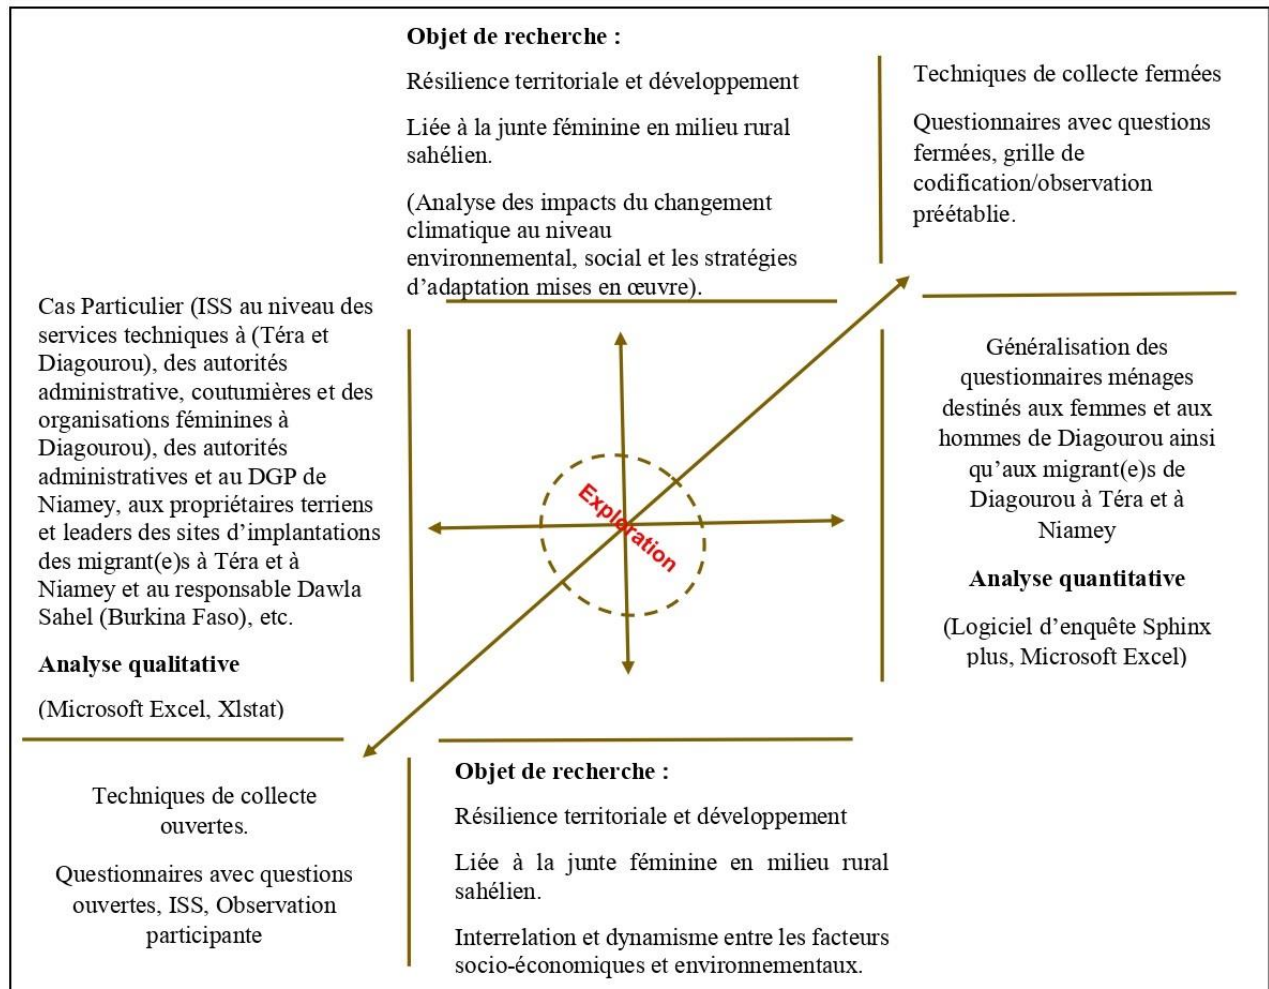 Objet de recherche :
Résilience territoriale et développement
Liée à la junte féminine en milieu rural
sahélien.
(Analyse des impacts du changement
climatique au niveau
environnemental, social et les stratégies
d’adaptation mises en œuvre).
Techniques de collecte fermées
Questionnaires avec questions
fermées, grille de
codification/observation
préétablie.
Cas Particulier (ISS au niveau des
services techniques à (Téra et
Diagourou), des autorités
administrative, coutumières et des
organisations féminines à
Diagourou), des autorités
administratives et au DGP de
Niamey, aux propriétaires terriens
et leaders des sites d’implantations
des migrant(e)s à Téra et à
Niamey et au responsable Dawla
Sahel (Burkina Faso), etc.
Analyse qualitative
(Microsoft Excel, Xlstat)
Exploration
Généralisation des
questionnaires ménages
destinés aux femmes et aux
hommes de Diagourou ainsi
qu’aux migrant(e)s de
Diagourou à Téra et à
Niamey
Analyse quantitative
(Logiciel d’enquête Sphinx
plus, Microsoft Excel)
Techniques de collecte
ouvertes.
Questionnaires avec questions
ouvertes, ISS, Observation
participante
Objet de recherche :
Résilience territoriale et développement
Liée à la junte féminine en milieu rural
sahélien.
Interrelation et dynamisme entre les facteurs
socio-économiques et environnementaux.